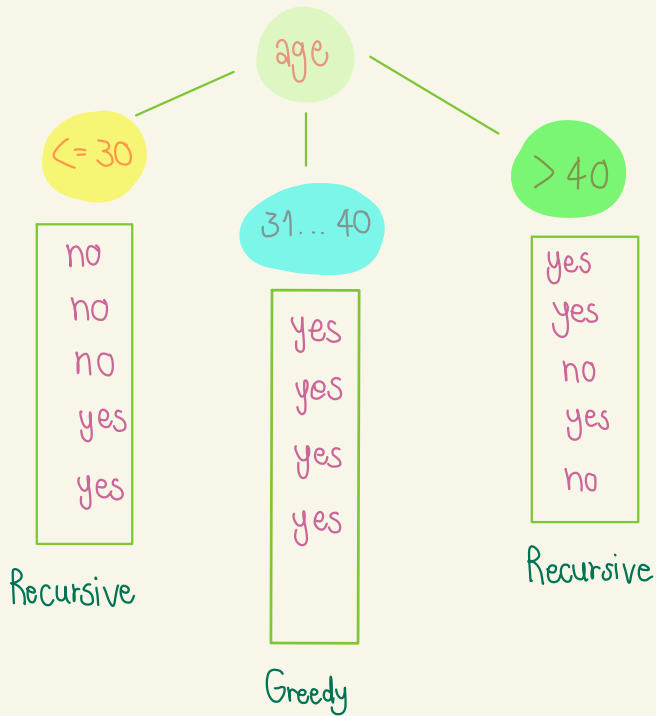 age
<= 30
31... 40
> 40
no
no
no
yes
yes
Recursive
yes
yes
yes
yes
Greedy
yes
yes
no
yes
no
Recursive